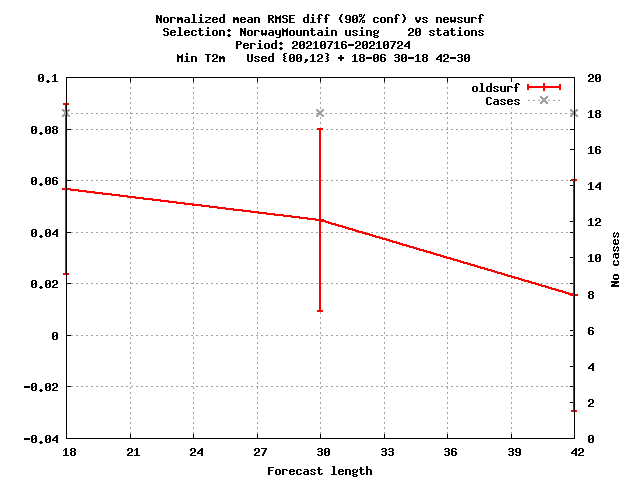 Normalized mean RMSE diff (90% conf) vs newsurf
Selection: NorwayMountain using    20 stations
Period: 20210716-20210724
Min T2m   Used {00,12} + 18-06 30-18 42-30
oldsurf
Cases
0.1
0.08
0.06
0.04
0.02
0
-0.02
-0.04
20
18
16
14
12
10
8
6
4
2
0
No cases
18 21 24 27 30 33 36 39 42
Forecast length